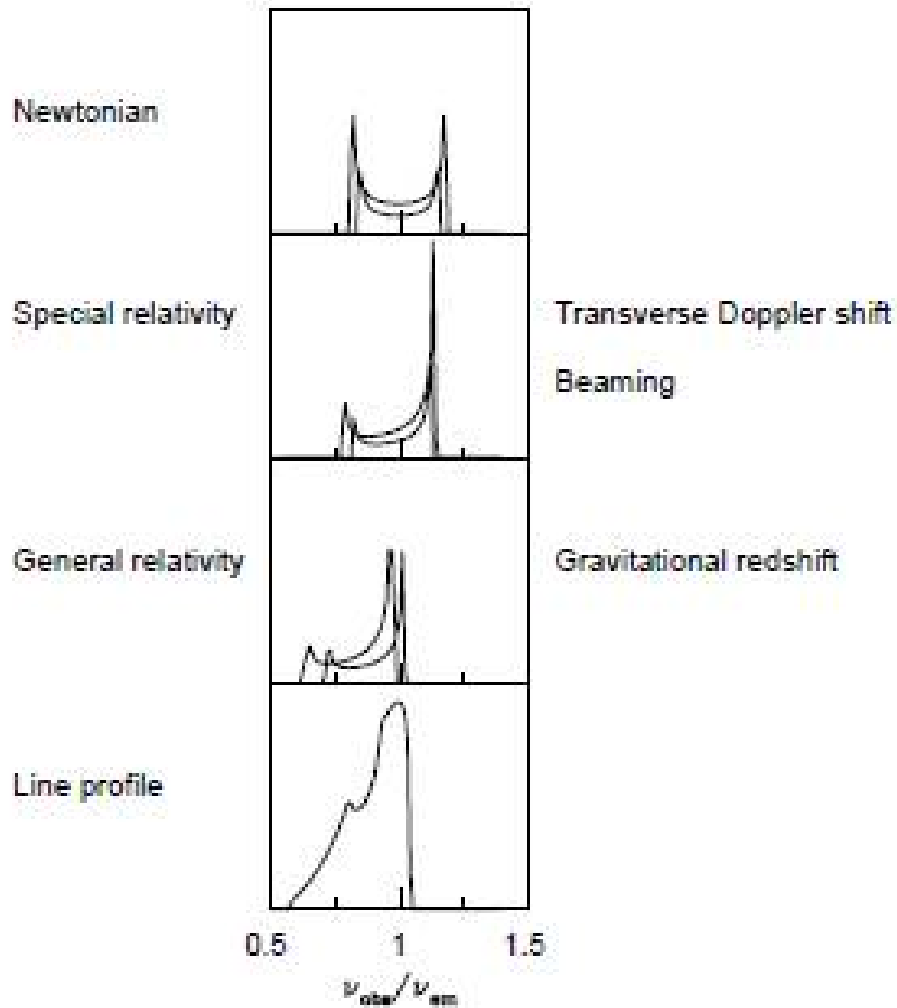 Newtonian
Special relativity
Transverse Doppler shift
Beaming
General relativity
Gravitational redshift
Line profile
0.5 1 1.5
ν_obs/ν_em